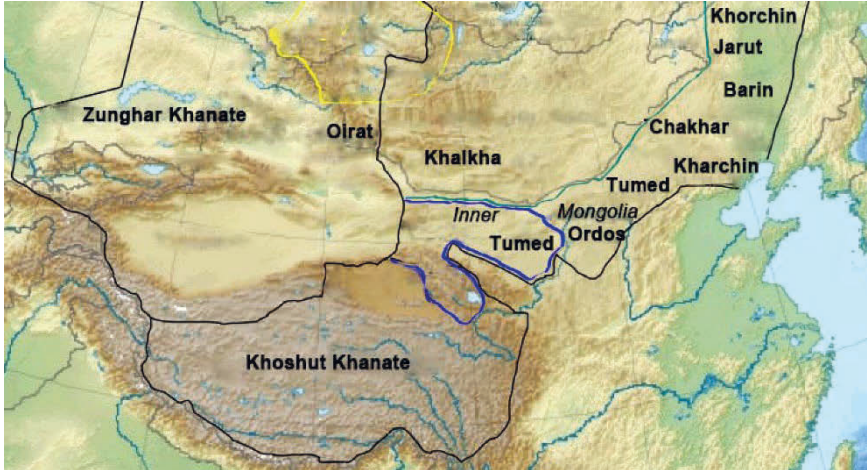 Khorchin
Jarut
Barin
Zunghar Khanate
Oirat
Chakhar
Khalkha
Kharchin
Tumed
Inner
Mongolia
Tumed
Ordos
Khoshut Khanate